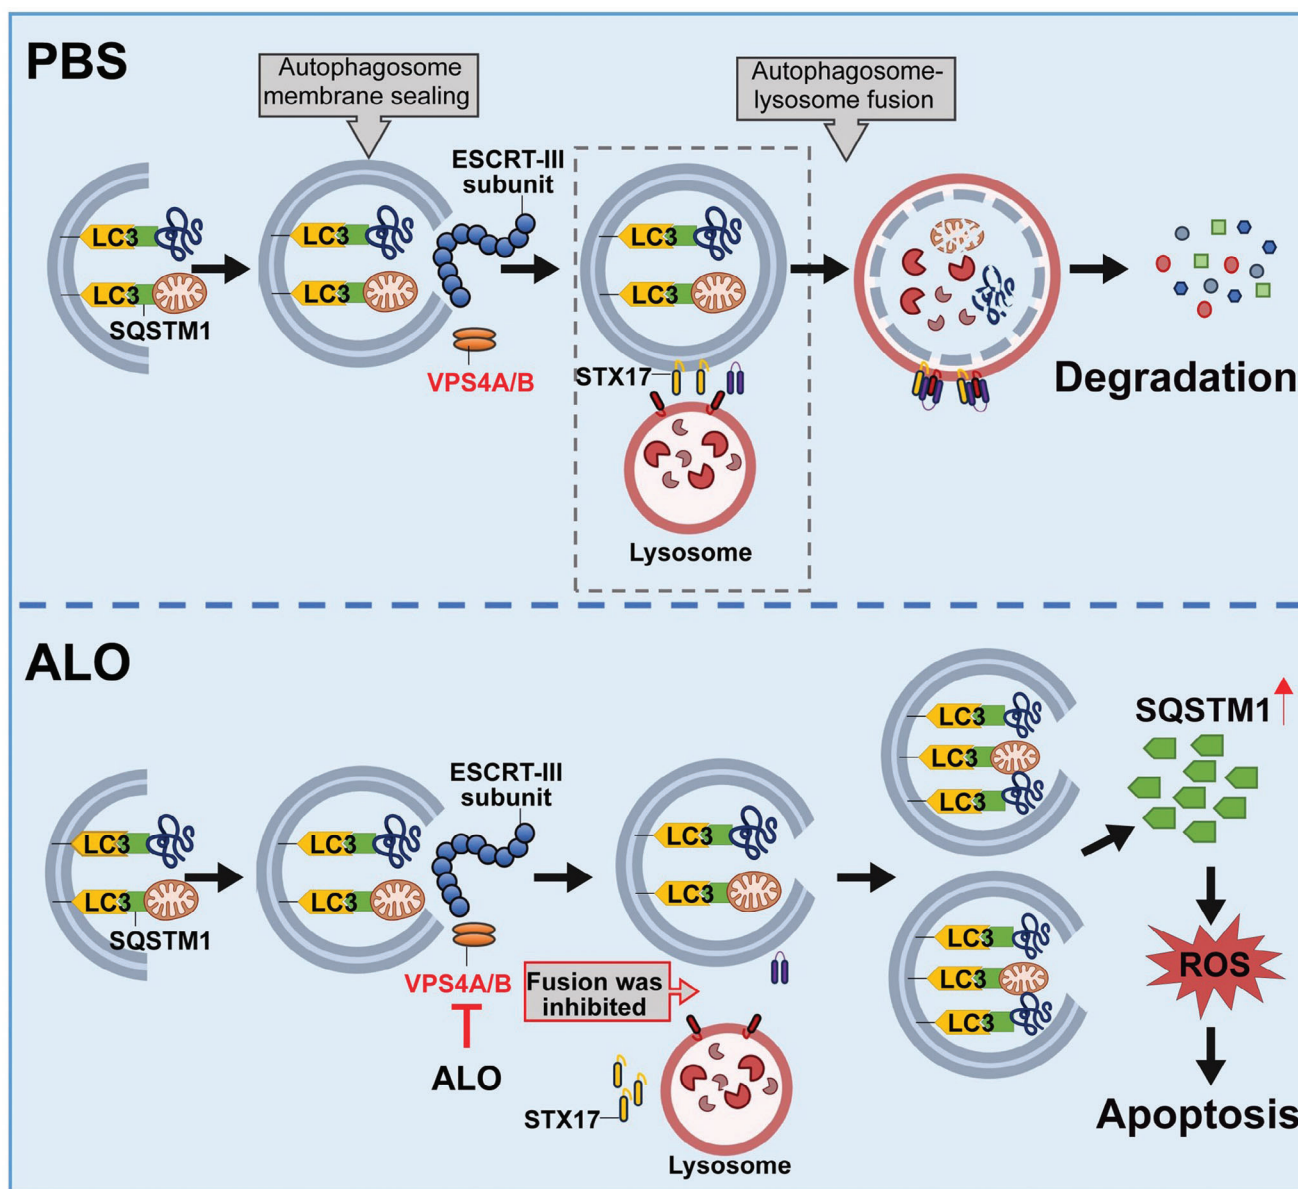 PBS
Autophagosome
membrane sealing
Autophagosome-
lysosome fusion
ESCRT-III
subunit
LC3
LC3
SQSTM1
LC3
LC3
VPS4A/B
LC3
LC3
STX17
Lysosome
Degradation
ALO
LC3
LC3
SQSTM1
LC3
LC3
ESCRT-III
subunit
VPS4A/B
ALO
LC3
LC3
Fusion was
inhibited
STX17
Lysosome
LC3
LC3
LC3
LC3
LC3
LC3
SQSTM1
ROS
Apoptosis